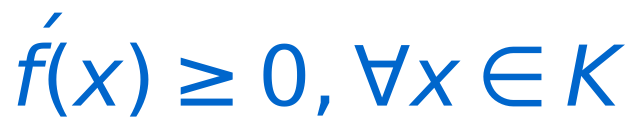 f́(x) ≥ 0, ∀x ∈ K